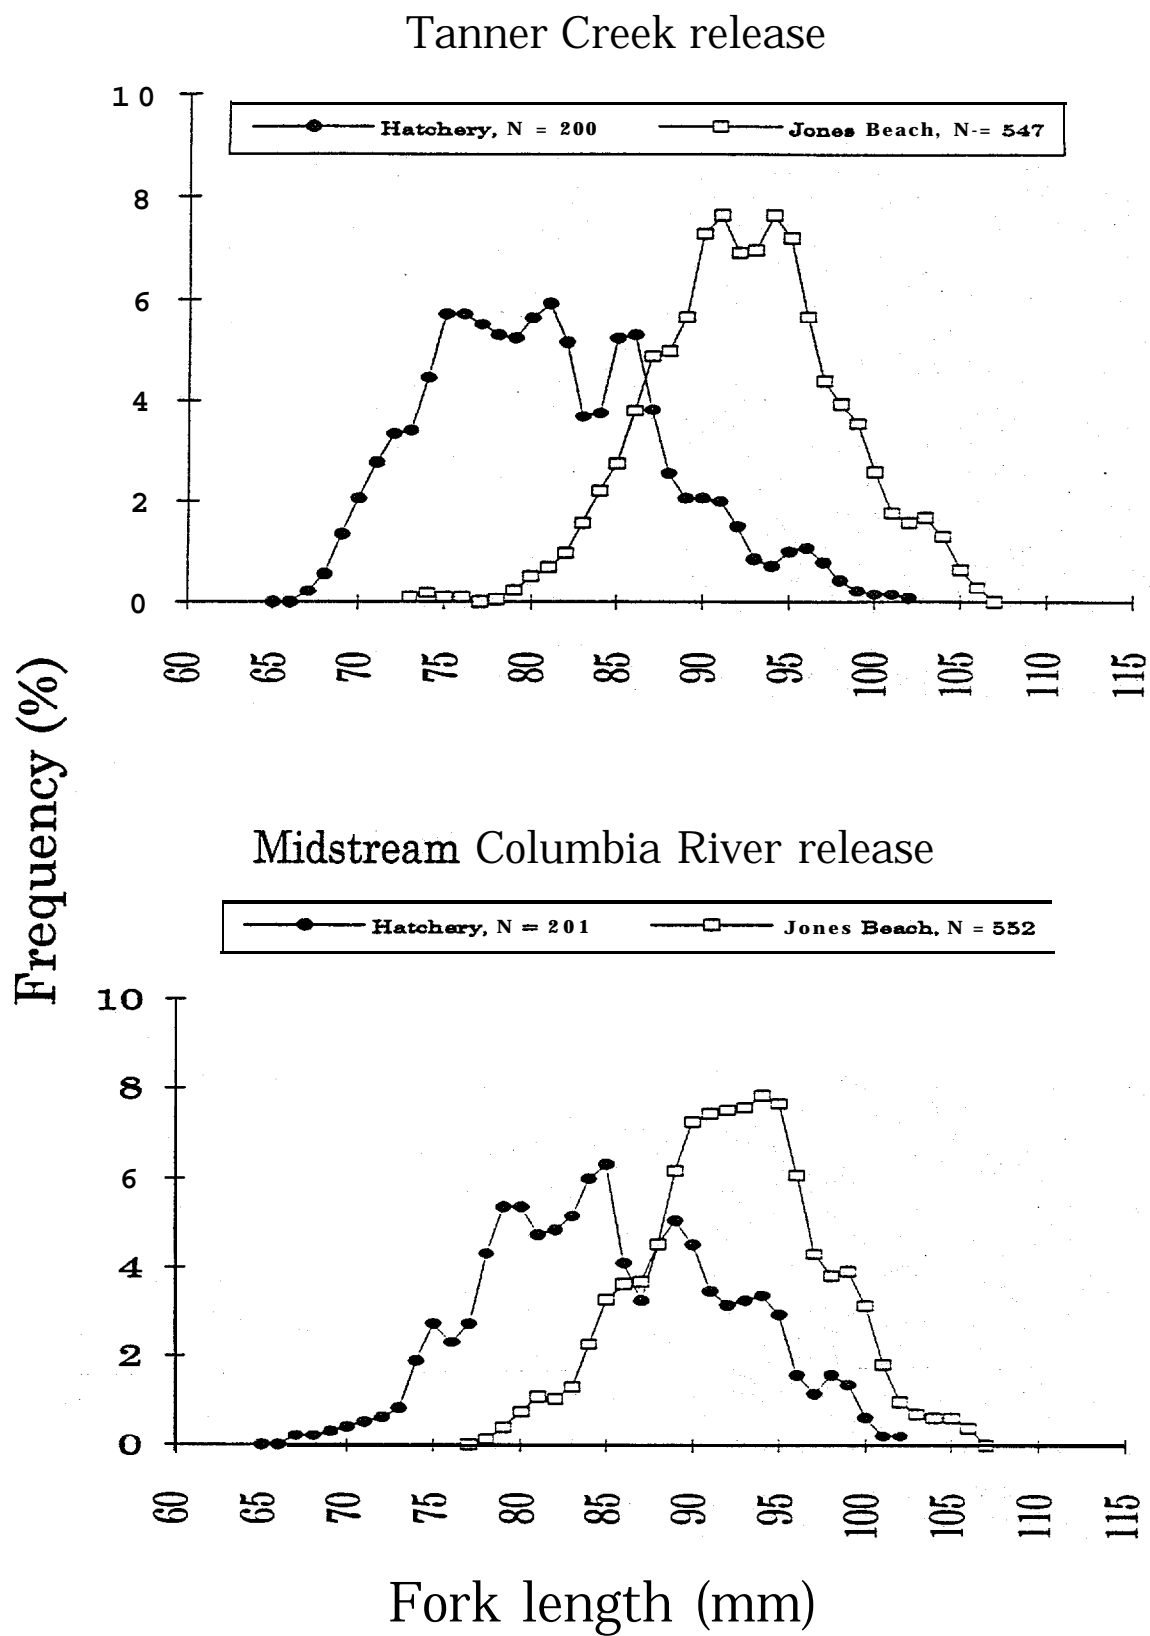 Tanner Creek release
Hatchery, N = 200 Jones Beach, N-= 547
10
8
6
4
2
0
60 65 70 75 80 85 90 95 100 105 110 115
Frequency (%)
Midstream Columbia River release
Hatchery, N = 201 Jones Beach, N = 552
10
8
6
4
2
0
60 65 70 75 80 85 90 95 100 105 110 115
Fork length (mm)